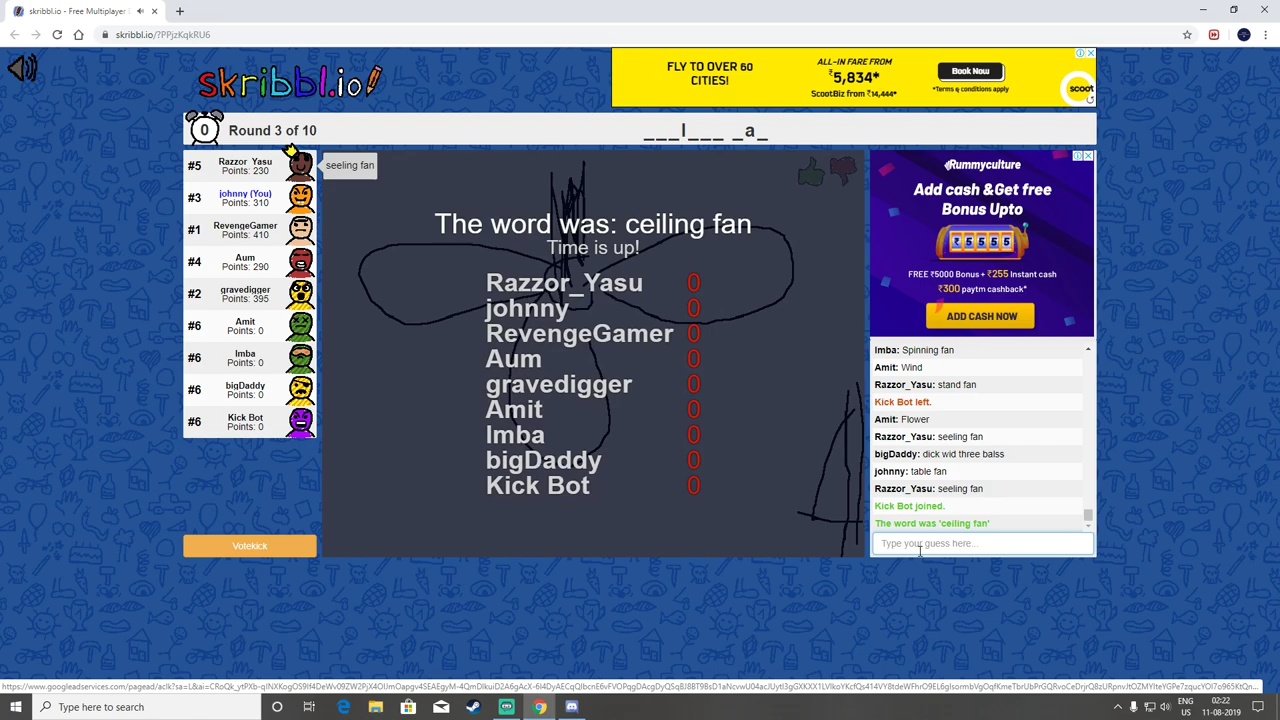 skribbl.io - Free Multiplayer
skribbl.io/?PPjzKqkRU6
skribbl.io
FLY TO OVER 60
CITIES!
ALL-IN FARE FROM
₹5,834*
ScootBiz from ₹14,444*
Book Now
*Terms & conditions apply
scoot
0
Round 3 of 10
___l___ _a_
#5
Razzor_Yasu
Points: 230
#3
johnny (You)
Points: 310
#1
RevengeGamer
Points: 410
#4
Aum
Points: 290
#2
gravedigger
Points: 395
#6
Amit
Points: 0
#6
Imba
Points: 0
#6
bigDaddy
Points: 0
#6
Kick Bot
Points: 0
Votekick
seeling fan
The word was: ceiling fan
Time is up!
Razzor_Yasu 0
johnny 0
RevengeGamer 0
Aum 0
gravedigger 0
Amit 0
Imba 0
bigDaddy 0
Kick Bot 0
Rummyculture
Add cash &Get free
Bonus Upto
₹ 5 5 5 5
FREE ₹5000 Bonus + ₹255 Instant cash
₹300 paytm cashback*
ADD CASH NOW
Imba: Spinning fan
Amit: Wind
Razzor_Yasu: stand fan
Kick Bot left.
Amit: Flower
Razzor_Yasu: seeling fan
bigDaddy: dick wid three balss
johnny: table fan
Razzor_Yasu: seeling fan
Kick Bot joined.
The word was 'ceiling fan'
Type your guess here...
Type here to search
ENG
02:22
11-08-2019